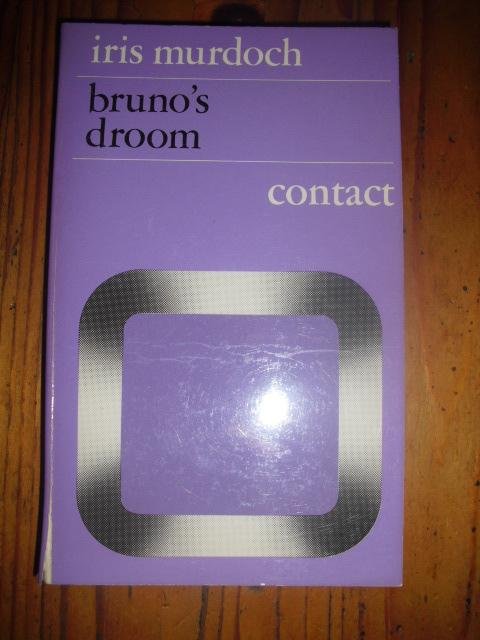 iris murdoch
bruno's
droom
contact